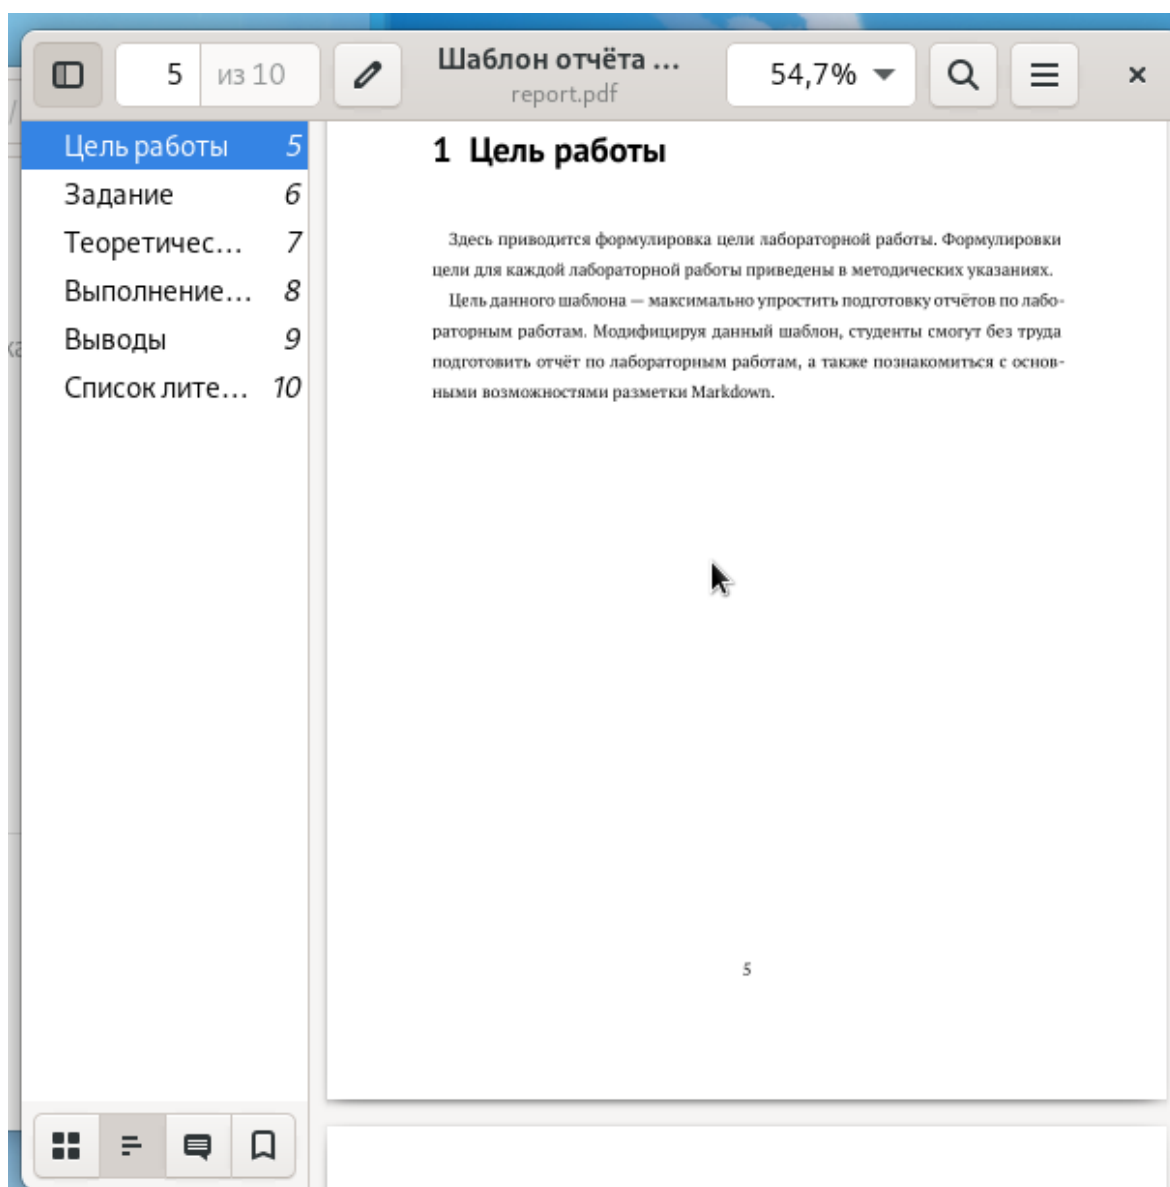 5 из 10
Шаблон отчёта ...
report.pdf
54,7%
Цель работы 5
Задание 6
Теоретичес... 7
Выполнение... 8
Выводы 9
Список лите... 10
1 Цель работы
Здесь приводится формулировка цели лабораторной работы. Формулировки
цели для каждой лабораторной работы приведены в методических указаниях.
Цель данного шаблона — максимально упростить подготовку отчётов по лабо-
раторным работам. Модифицируя данный шаблон, студенты смогут без труда
подготовить отчёт по лабораторным работам, а также познакомиться с основ-
ными возможностями разметки Markdown.
5